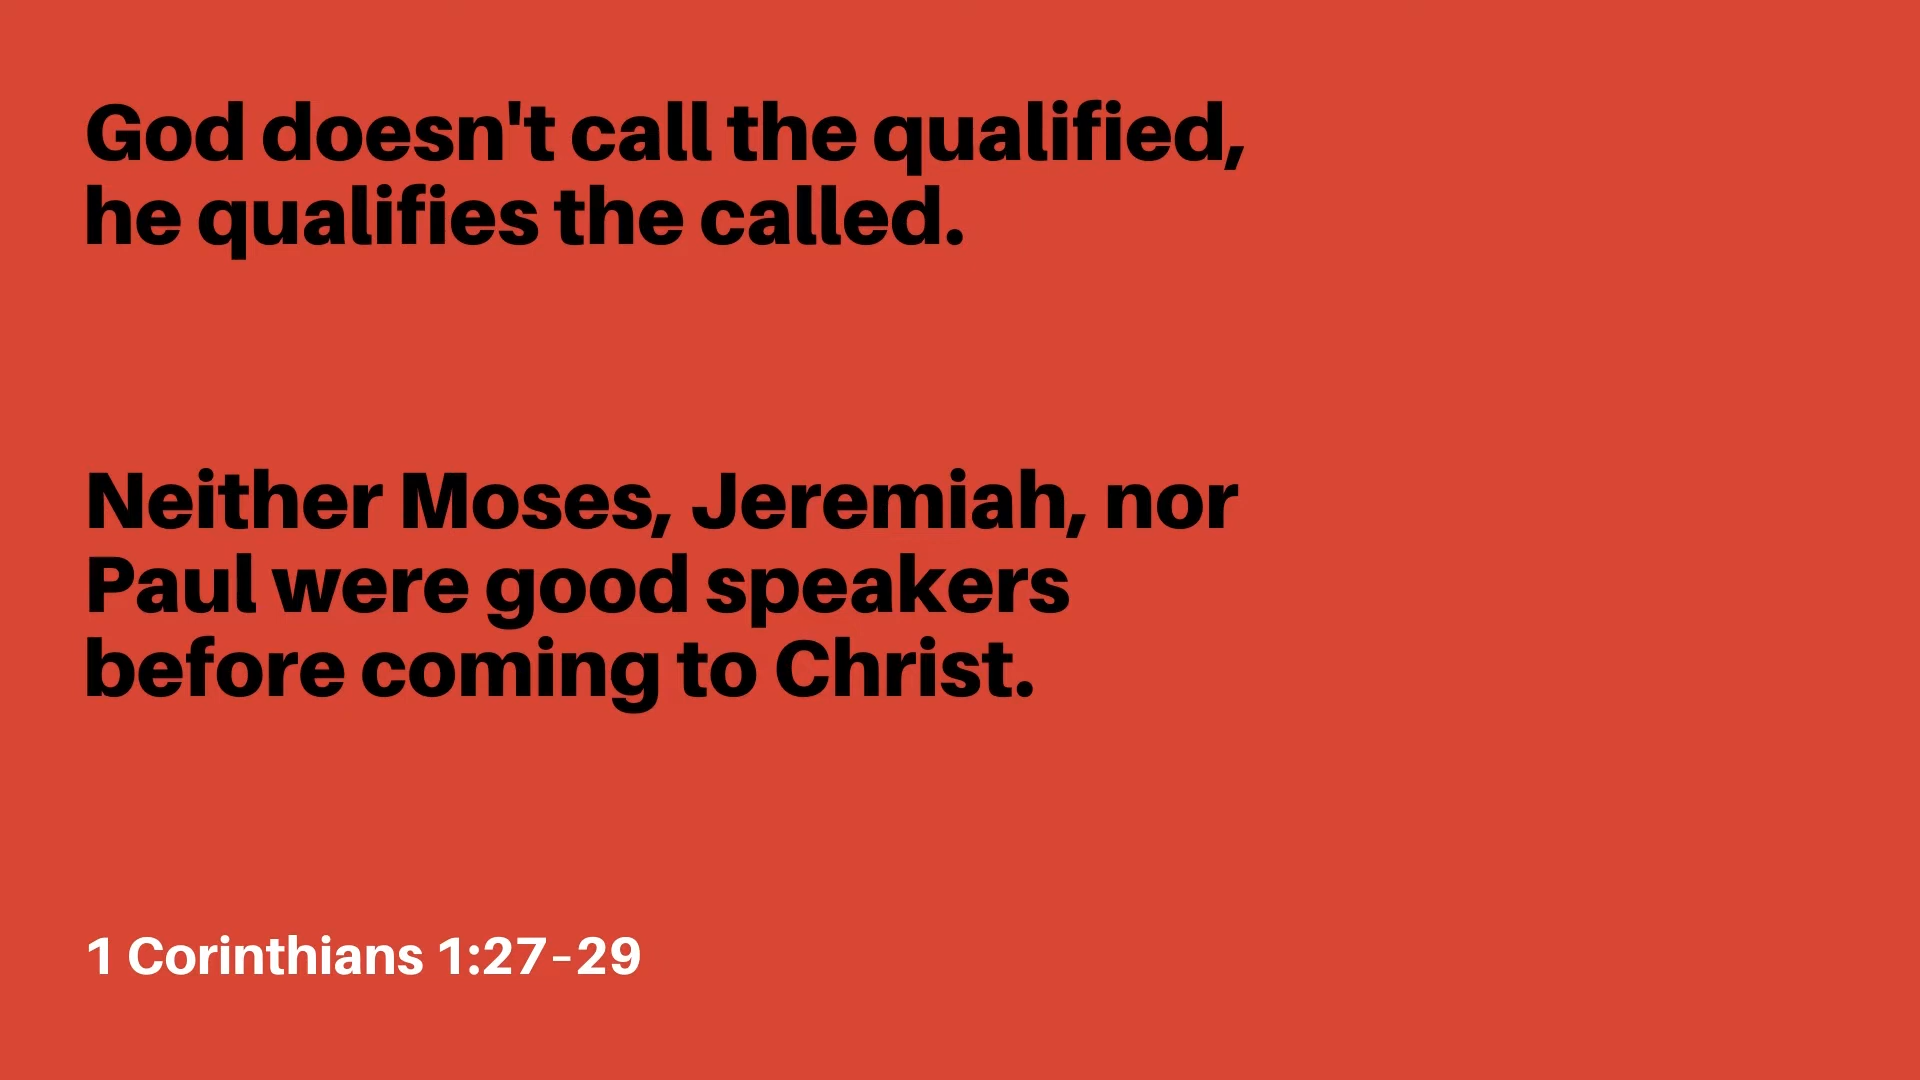 God doesn't call the qualified,
he qualifies the called.
Neither Moses, Jeremiah, nor
Paul were good speakers
before coming to Christ.
1 Corinthians 1:27-29